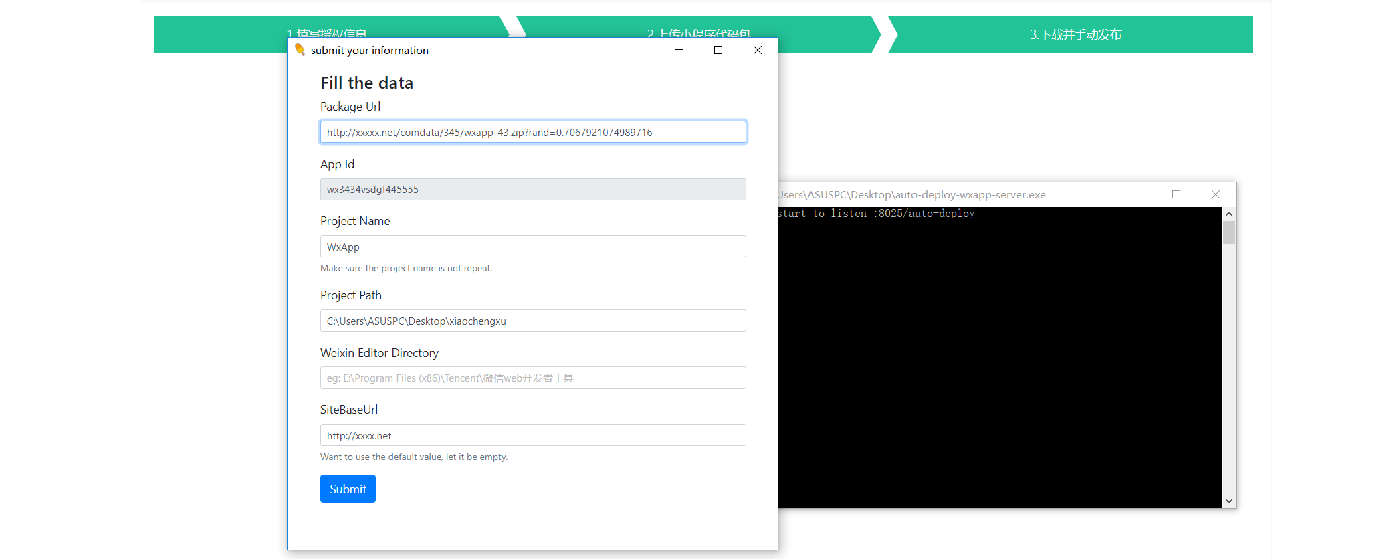 1.填写授权信息
2.上传小程序代码包
3.下载并手动发布
submit your information
Fill the data
Package Url
http://xxxxx.net/comdata/345/wxapp-43.zip?rand=0.7067921074989716
App Id
wx3434vsdgf445555
Project Name
WxApp
Make sure the project name is not repeat.
Project Path
C:\Users\ASUSPC\Desktop\xiaochengxu
Weixin Editor Directory
eg: E:\Program Files (x86)\Tencent\微信web开发者工具
SiteBaseUrl
http://xxxx.net
Want to use the default value, let it be empty.
Submit
Users\ASUSPC\Desktop\auto-deploy-wxapp-server.exe
start to listen :8025/auto-deploy